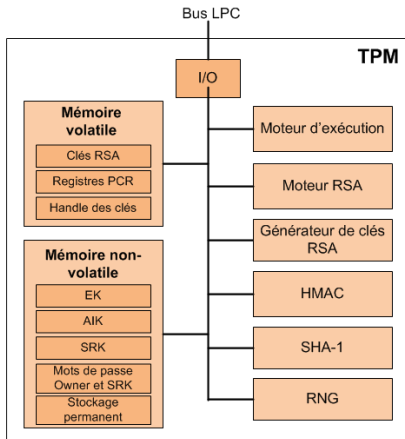 Bus LPC
TPM
I/O
Mémoire
volatile
Clés RSA
Registres PCR
Handle des clés
Mémoire non-
volatile
EK
AIK
SRK
Mots de passe
Owner et SRK
Stockage
permanent
Moteur d'exécution
Moteur RSA
Générateur de clés
RSA
HMAC
SHA-1
RNG